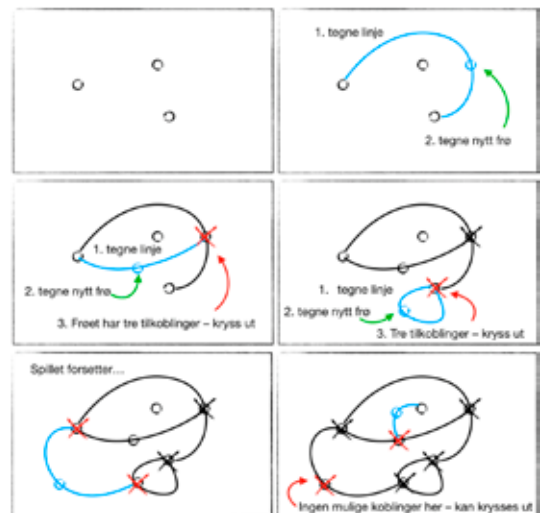 1. tegne linje
2. tegne nytt frø
1. tegne linje
2. tegne nytt frø
3. Frøet har tre tilkoblinger – kryss ut
1. tegne linje
2. tegne nytt frø
3. Tre tilkoblinger – kryss ut
Spillet forsetter...
Ingen mulige koblinger her – kan krysses ut